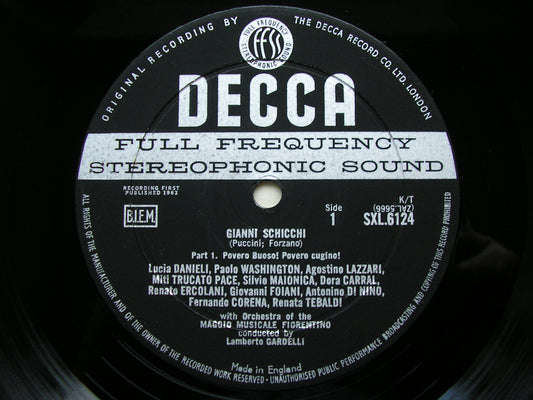 ORIGINAL RECORDING BY THE DECCA RECORD CO. LTD. LONDON
FULL FREQUENCY
ffss
STEREOPHONIC SOUND
DECCA
FULL FREQUENCY
STEREOPHONIC SOUND
RECORDING FIRST
PUBLISHED 1962
B.I.E.M.
K/T
(ZAL.5666)
Side
1
SXL.6124
GIANNI SCHICCHI
(Puccini; Forzano)
Part 1. Povero Buoso! Povero cugino!
Lucia DANIELI, Paolo WASHINGTON, Agostino LAZZARI,
Miti TRUCATO PACE, Silvio MAIONICA, Dora CARRAL,
Renato ERCOLANI, Giovanni FOIANI, Antonino DI NINO,
Fernando CORENA, Renata TEBALDI
with Orchestra of the
MAGGIO MUSICALE FIORENTINO
conducted by
Lamberto GARDELLI
Made in England
ALL RIGHTS OF THE MANUFACTURER AND OF THE OWNER OF THE RECORDED WORK RESERVED · UNAUTHORISED PUBLIC PERFORMANCE BROADCASTING AND COPYING OF THIS RECORD PROHIBITED